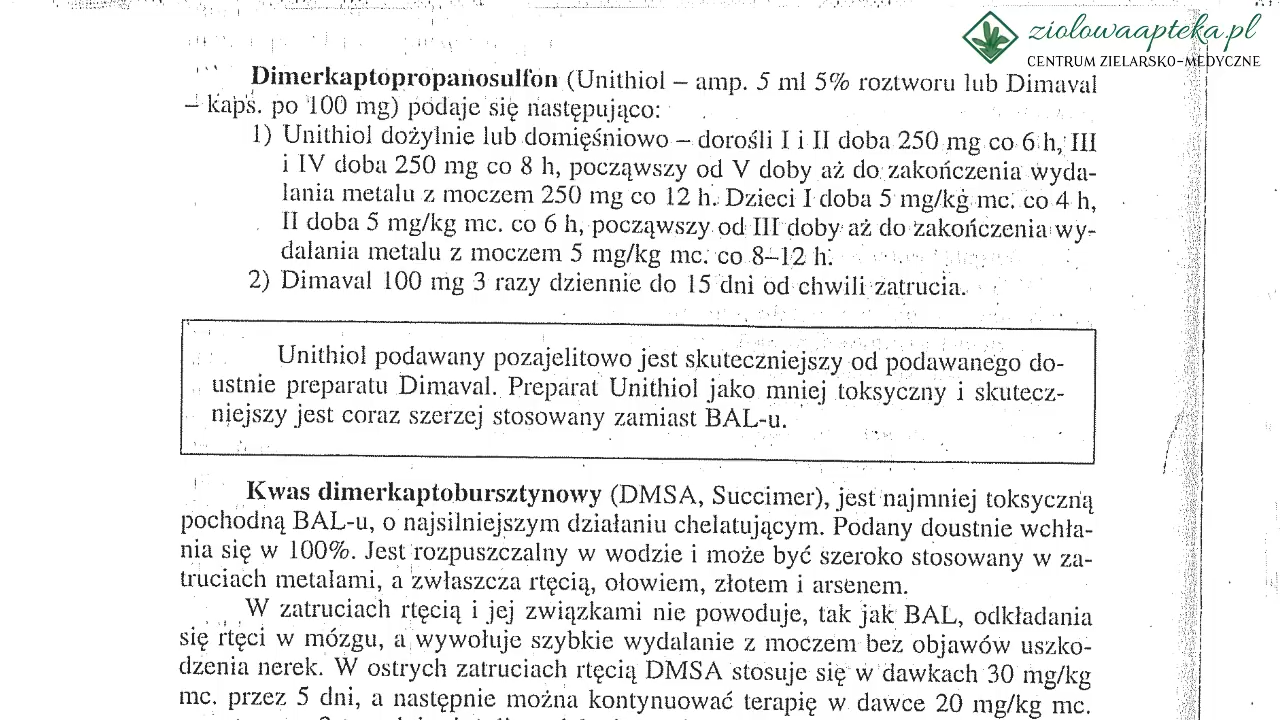 ziolowaapteka.pl
CENTRUM ZIELARSKO-MEDYCZNE
Dimerkaptopropanosulfon (Unithiol – amp. 5 ml 5% roztworu lub Dimaval
– kaps. po 100 mg) podaje się następująco:
1) Unithiol dożylnie lub domięśniowo – dorośli I i II doba 250 mg co 6 h, III
i IV doba 250 mg co 8 h, począwszy od V doby aż do zakończenia wyda-
lania metalu z moczem 250 mg co 12 h. Dzieci I doba 5 mg/kg mc. co 4 h,
II doba 5 mg/kg mc. co 6 h, począwszy od III doby aż do zakończenia wy-
dalania metalu z moczem 5 mg/kg mc. co 8–12 h.
2) Dimaval 100 mg 3 razy dziennie do 15 dni od chwili zatrucia.
Unithiol podawany pozajelitowo jest skuteczniejszy od podawanego do-
ustnie preparatu Dimaval. Preparat Unithiol jako mniej toksyczny i skutecz-
niejszy jest coraz szerzej stosowany zamiast BAL-u.
Kwas dimerkaptobursztynowy (DMSA, Succimer), jest najmniej toksyczną
pochodną BAL-u, o najsilniejszym działaniu chelatującym. Podany doustnie wchła-
nia się w 100%. Jest rozpuszczalny w wodzie i może być szeroko stosowany w za-
truciach metalami, a zwłaszcza rtęcią, ołowiem, złotem i arsenem.
W zatruciach rtęcią i jej związkami nie powoduje, tak jak BAL, odkładania
się rtęci w mózgu, a wywołuje szybkie wydalanie z moczem bez objawów uszko-
dzenia nerek. W ostrych zatruciach rtęcią DMSA stosuje się w dawkach 30 mg/kg
mc. przez 5 dni, a następnie można kontynuować terapię w dawce 20 mg/kg mc.